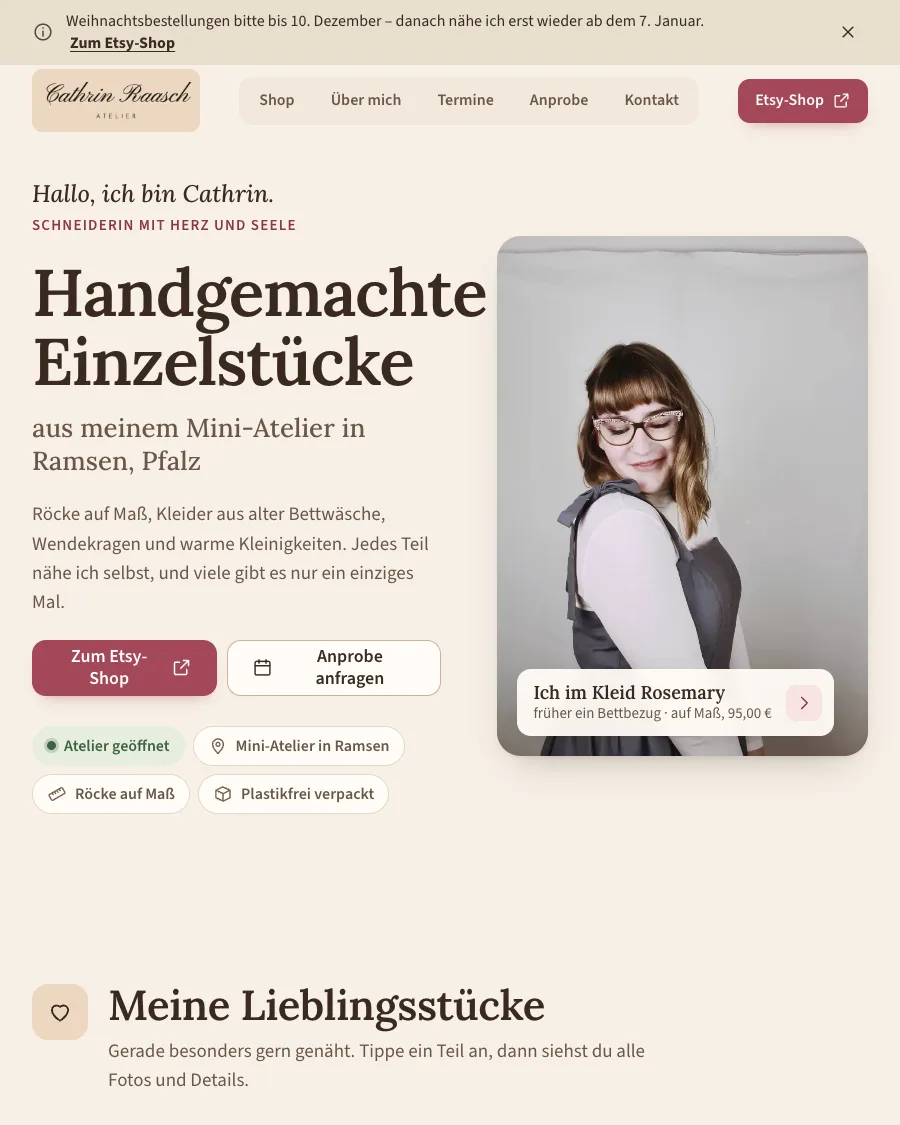 Weihnachtsbestellungen bitte bis 10. Dezember – danach nähe ich erst wieder ab dem 7. Januar.
Zum Etsy-Shop
Cathrin Raasch
ATELIER
Shop
Über mich
Termine
Anprobe
Kontakt
Etsy-Shop
Hallo, ich bin Cathrin.
SCHNEIDERIN MIT HERZ UND SEELE
Handgemachte
Einzelstücke
aus meinem Mini-Atelier in
Ramsen, Pfalz
Röcke auf Maß, Kleider aus alter Bettwäsche,
Wendekragen und warme Kleinigkeiten. Jedes Teil
nähe ich selbst, und viele gibt es nur ein einziges
Mal.
Zum Etsy-
Shop
Anprobe
anfragen
Atelier geöffnet
Mini-Atelier in Ramsen
Röcke auf Maß
Plastikfrei verpackt
Ich im Kleid Rosemary
früher ein Bettbezug · auf Maß, 95,00 €
Meine Lieblingsstücke
Gerade besonders gern genäht. Tippe ein Teil an, dann siehst du alle
Fotos und Details.